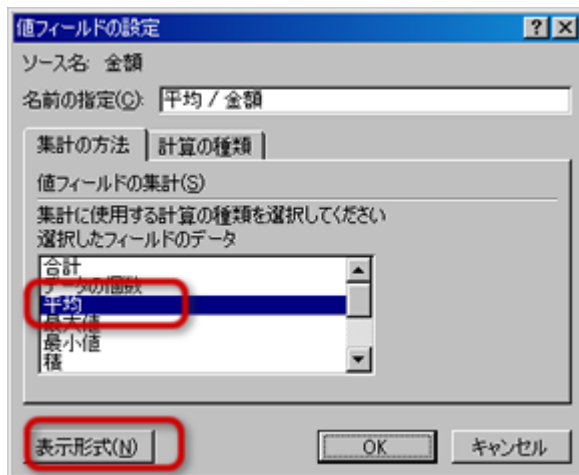 値フィールドの設定
ソース名: 金額
名前の指定(C): 平均 / 金額
集計の方法 計算の種類
値フィールドの集計(S)
集計に使用する計算の種類を選択してください
選択したフィールドのデータ
合計
データの個数
平均
最大値
最小値
積
表示形式(N) OK キャンセル